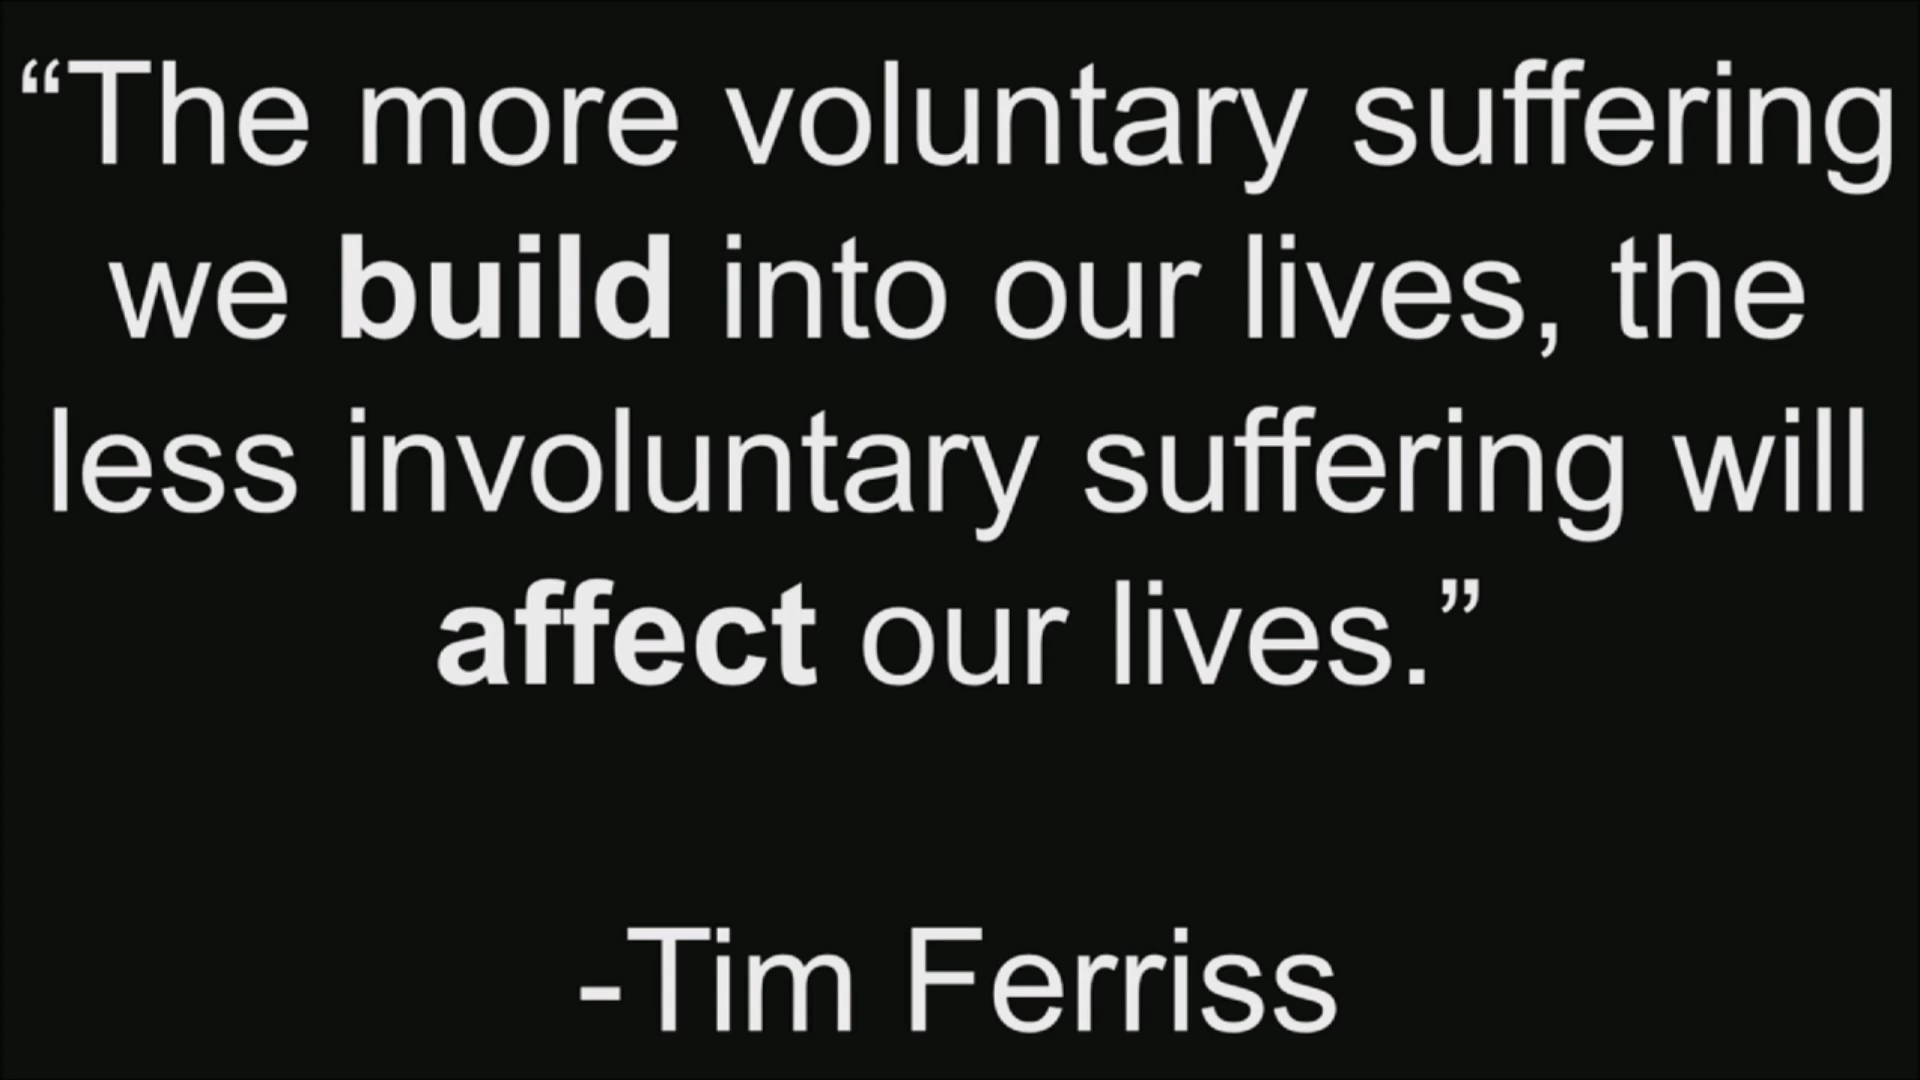 “The more voluntary suffering
we build into our lives, the
less involuntary suffering will
affect our lives.”
-Tim Ferriss